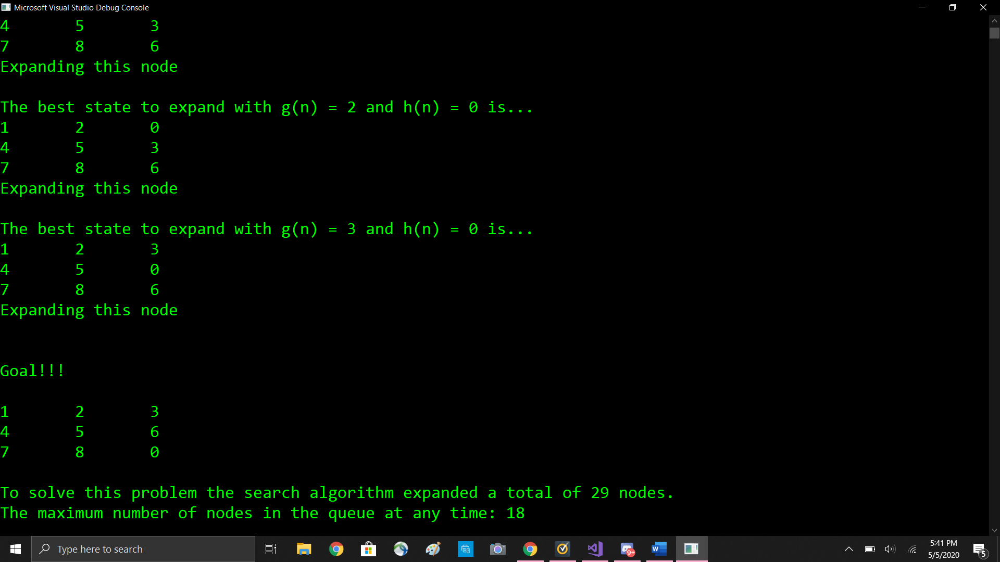 Microsoft Visual Studio Debug Console
4 5 3
7 8 6
Expanding this node
The best state to expand with g(n) = 2 and h(n) = 0 is...
1 2 0
4 5 3
7 8 6
Expanding this node
The best state to expand with g(n) = 3 and h(n) = 0 is...
1 2 3
4 5 0
7 8 6
Expanding this node
Goal!!!
1 2 3
4 5 6
7 8 0
To solve this problem the search algorithm expanded a total of 29 nodes.
The maximum number of nodes in the queue at any time: 18
Type here to search
9+
W
5:41 PM
5/5/2020
5